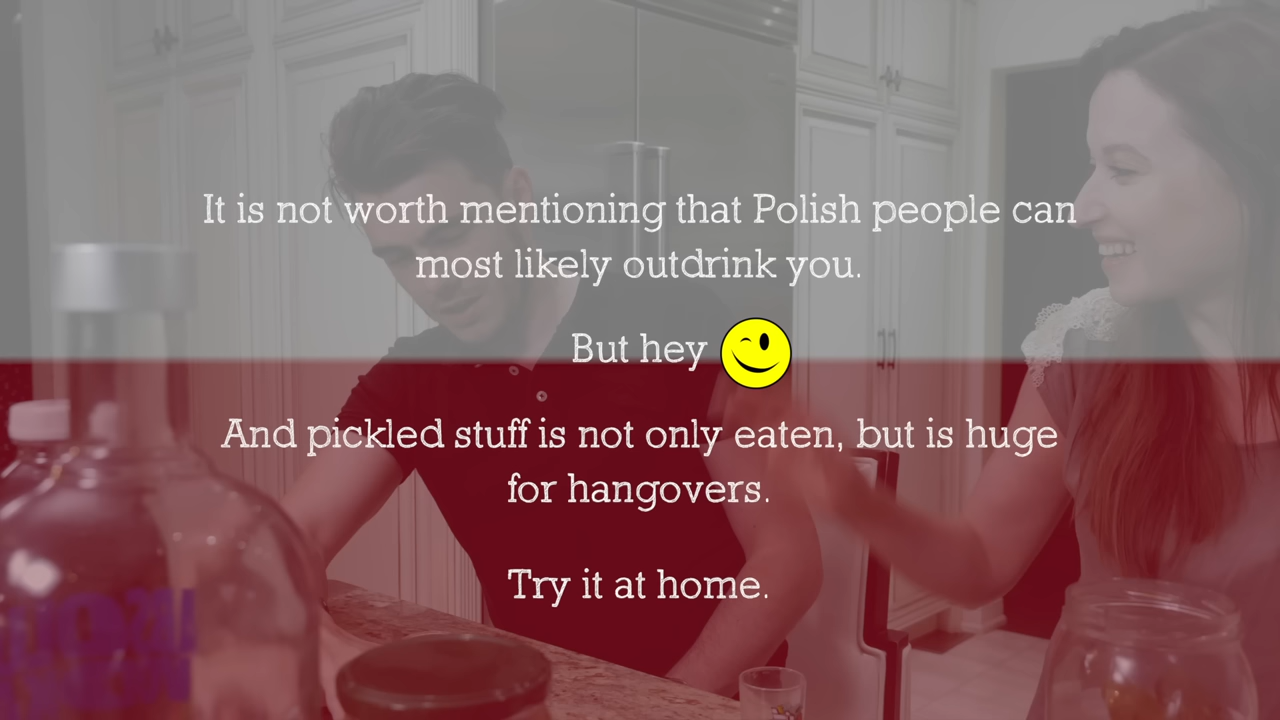 It is not worth mentioning that Polish people can
most likely outdrink you.
But hey
And pickled stuff is not only eaten, but is huge
for hangovers.
Try it at home.